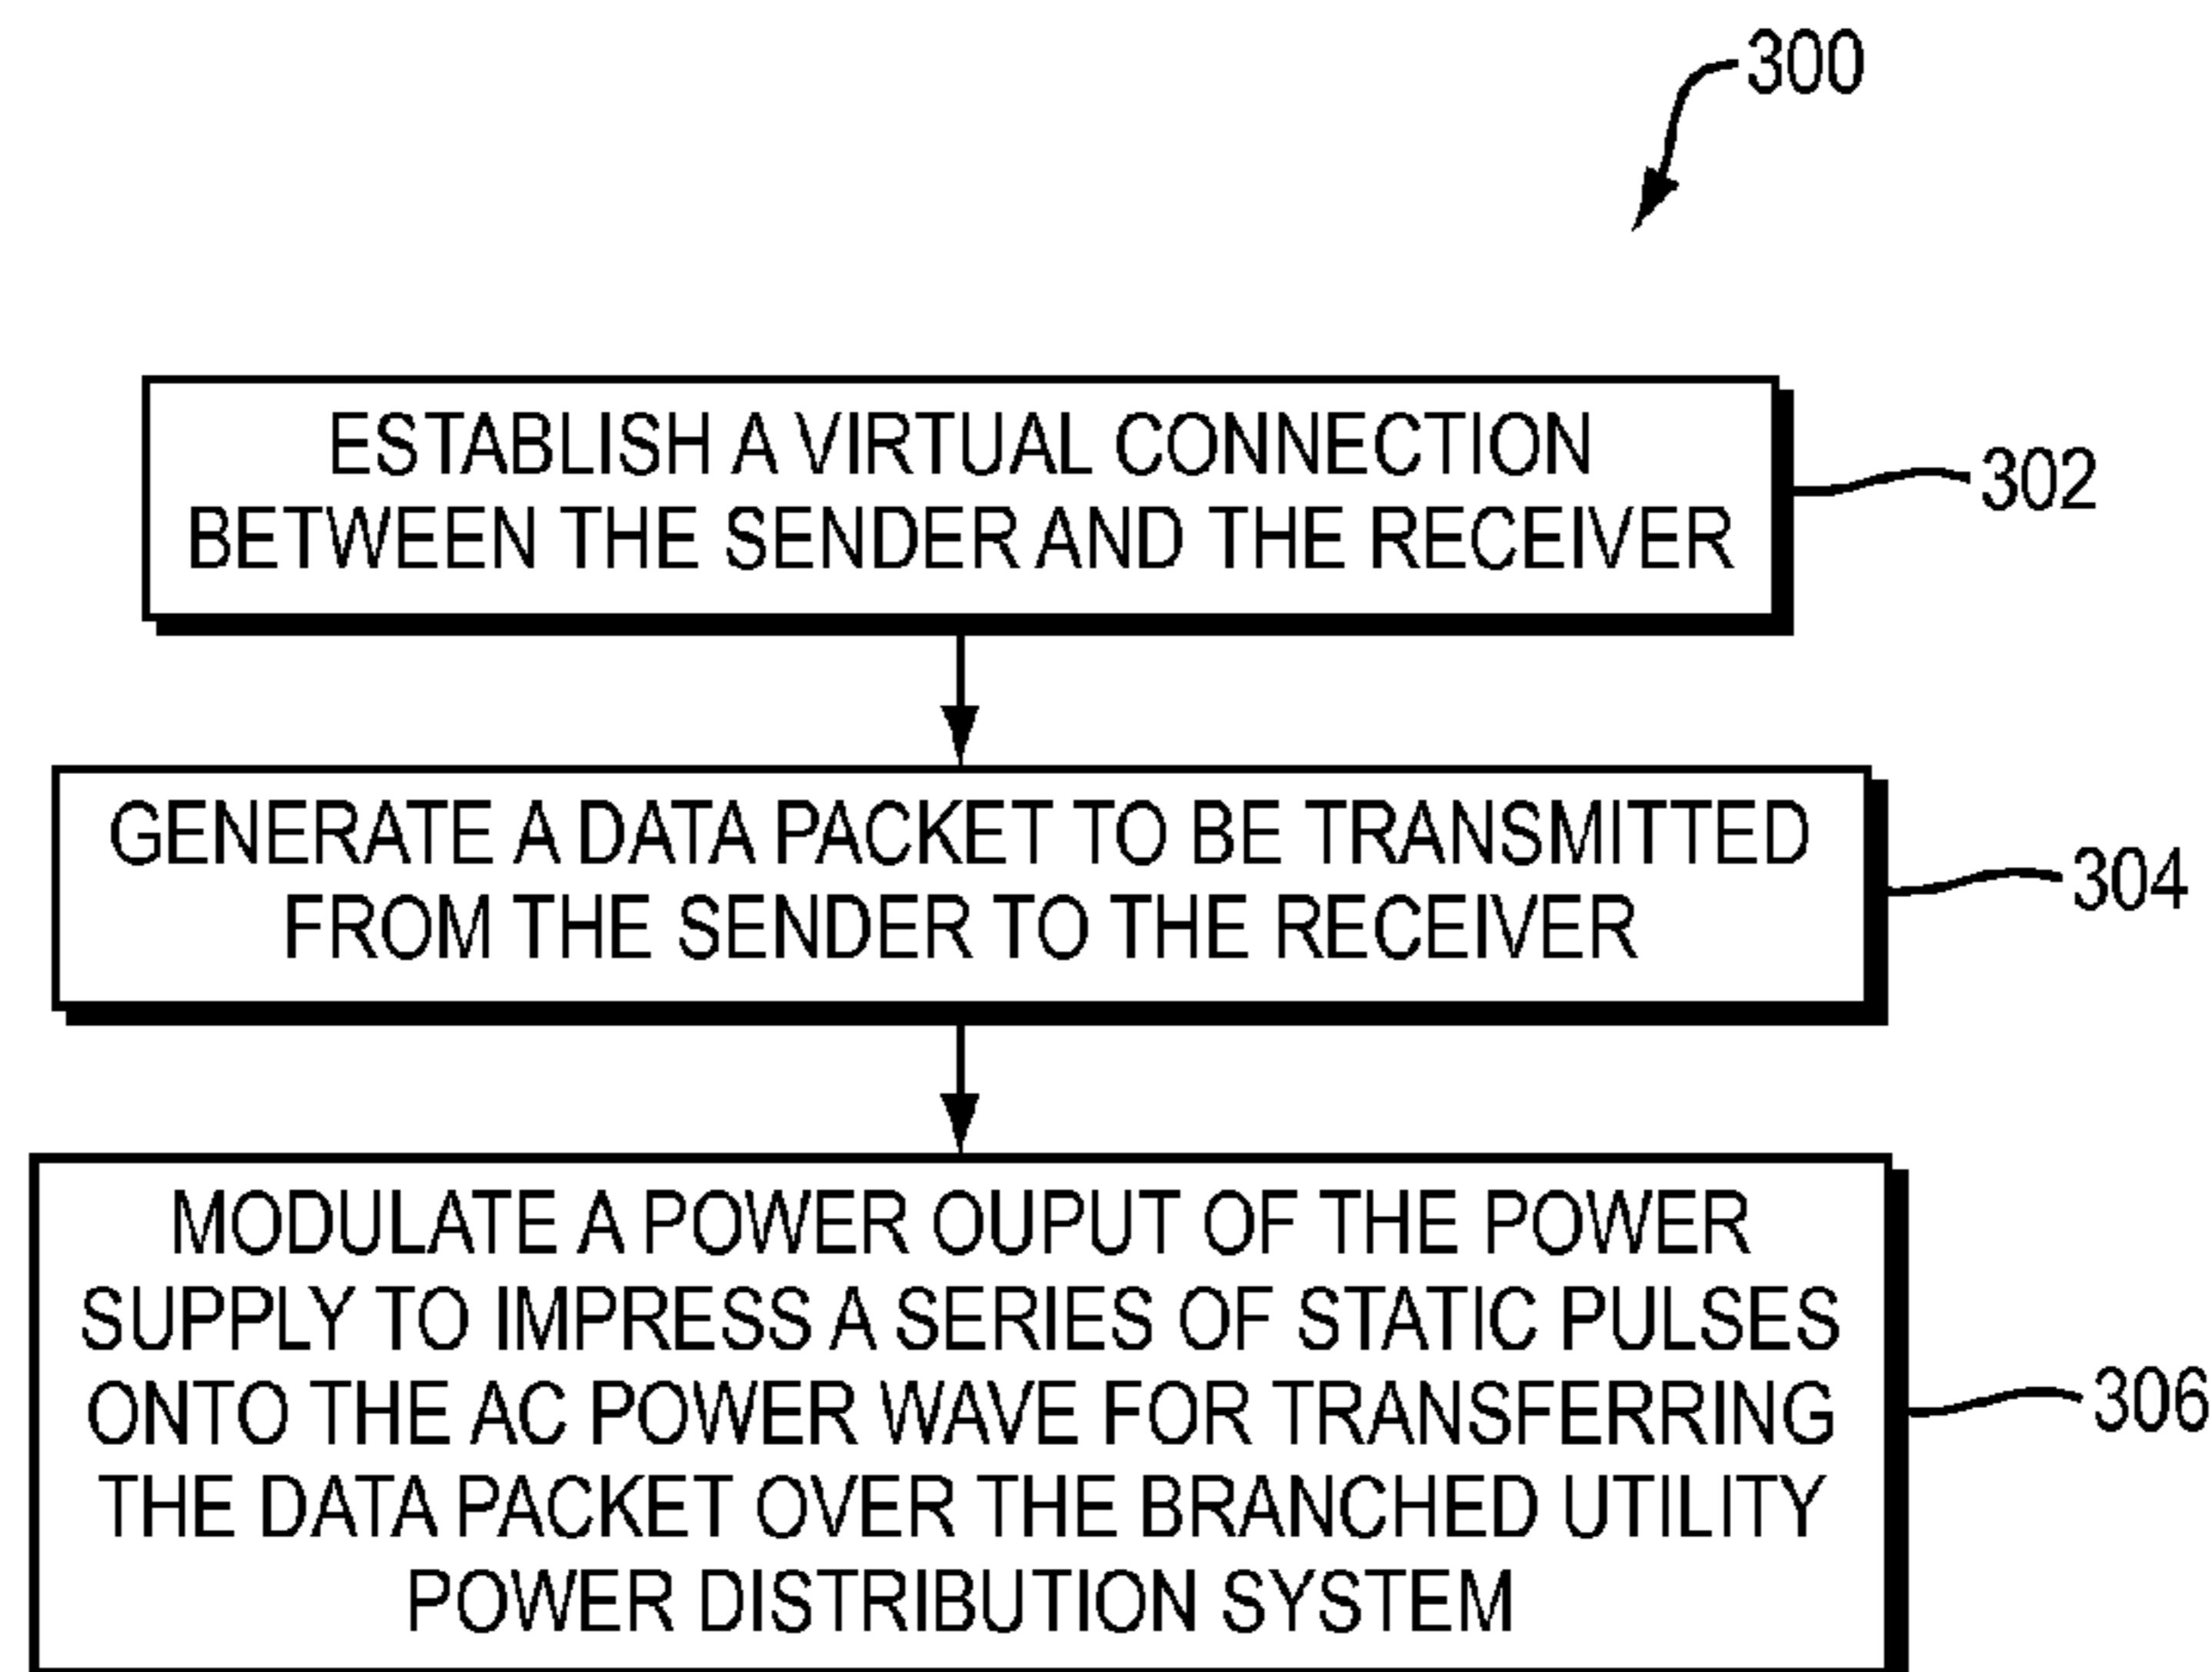 300
ESTABLISH A VIRTUAL CONNECTION
BETWEEN THE SENDER AND THE RECEIVER
302
GENERATE A DATA PACKET TO BE TRANSMITTED
FROM THE SENDER TO THE RECEIVER
304
MODULATE A POWER OUPUT OF THE POWER
SUPPLY TO IMPRESS A SERIES OF STATIC PULSES
ONTO THE AC POWER WAVE FOR TRANSFERRING
THE DATA PACKET OVER THE BRANCHED UTILITY
POWER DISTRIBUTION SYSTEM
306